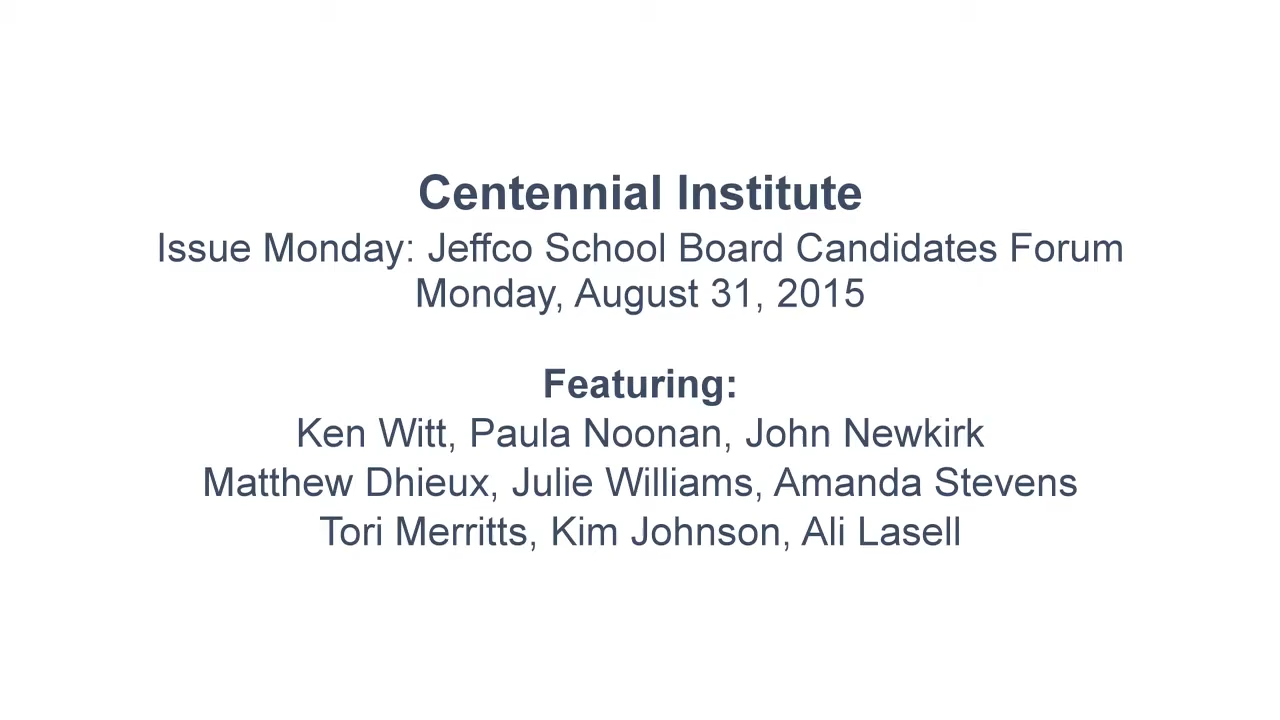 Centennial Institute
Issue Monday: Jeffco School Board Candidates Forum
Monday, August 31, 2015
Featuring:
Ken Witt, Paula Noonan, John Newkirk
Matthew Dhieux, Julie Williams, Amanda Stevens
Tori Merritts, Kim Johnson, Ali Lasell